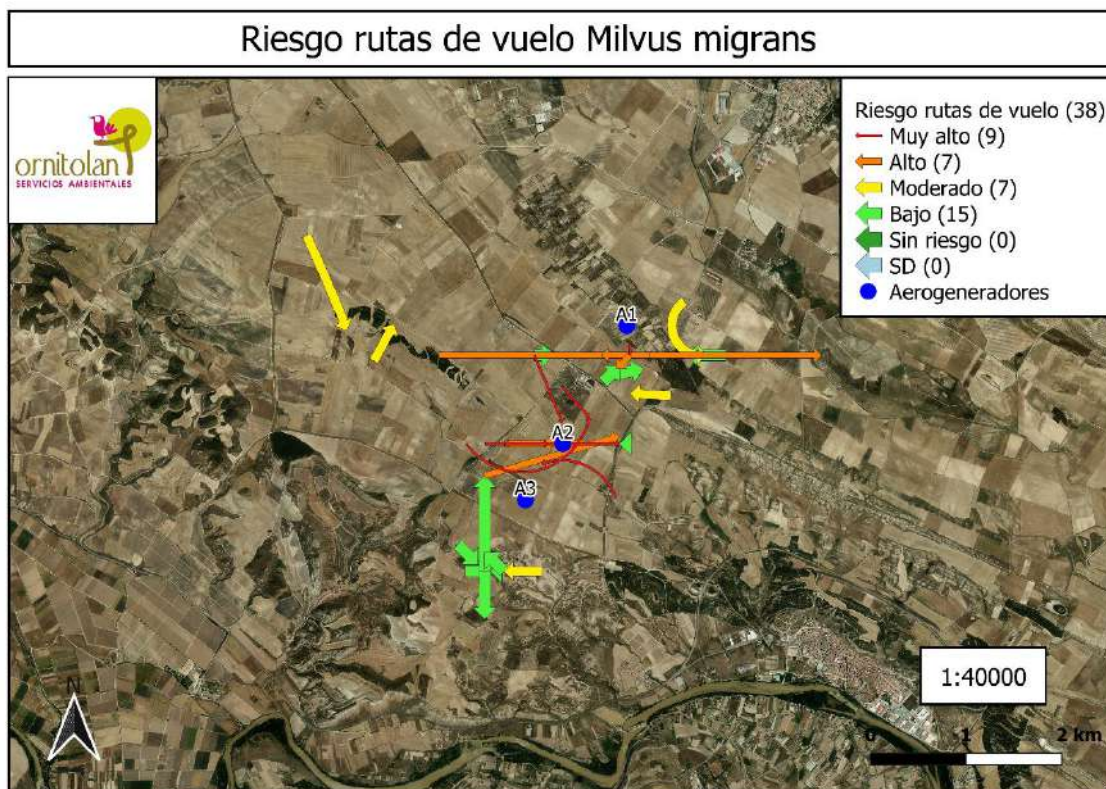 Riesgo rutas de vuelo Milvus migrans
ornitolan
SERVICIOS AMBIENTALES
Riesgo rutas de vuelo (38)
Muy alto (9)
Alto (7)
Moderado (7)
Bajo (15)
Sin riesgo (0)
SD (0)
Aerogeneradores
A1
A2
A3
1:40000
N
0 1 2 km